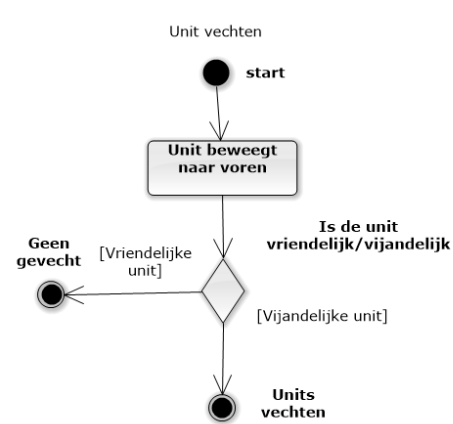 Unit vechten
start
Unit beweegt
naar voren
Is de unit
vriendelijk/vijandelijk
Geen
gevecht
[Vriendelijke
unit]
[Vijandelijke unit]
Units
vechten